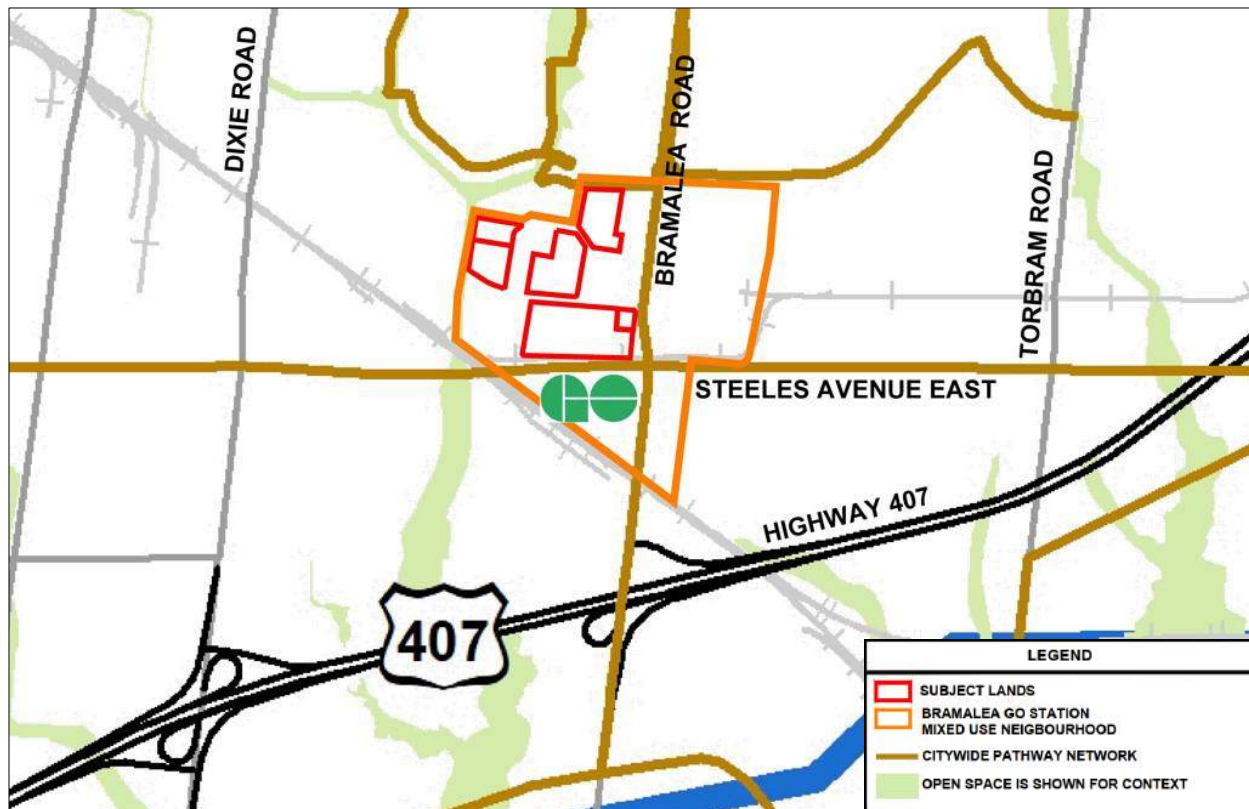 DIXIE ROAD
BRAMALEA ROAD
TORBRAM ROAD
GO
STEELES AVENUE EAST
HIGHWAY 407
407
LEGEND
SUBJECT LANDS
BRAMALEA GO STATION
MIXED USE NEIGBOURHOOD
CITYWIDE PATHWAY NETWORK
OPEN SPACE IS SHOWN FOR CONTEXT